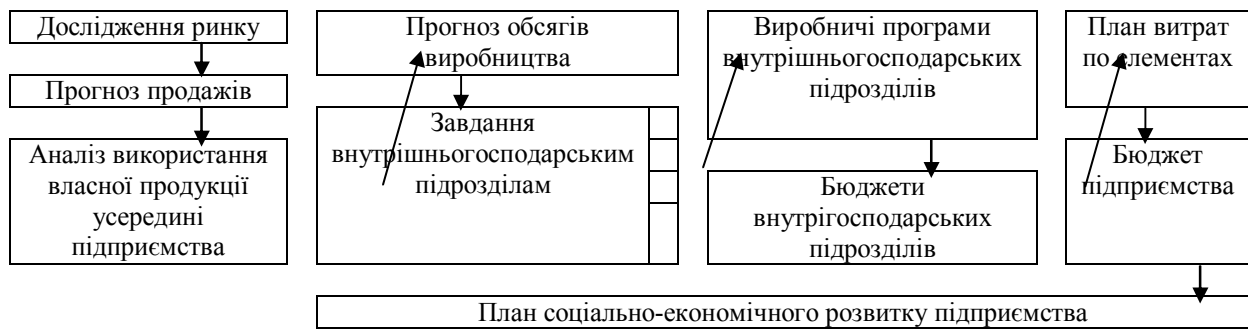 Дослідження ринку
Прогноз продажів
Аналіз використання
власної продукції
усередині
підприємства
Прогноз обсягів
виробництва
Завдання
внутрішньогосподарським
підрозділам
Виробничі програми
внутрішньогосподарських
підрозділів
Бюджети
внутрігосподарських
підрозділів
План витрат
по елементах
Бюджет
підприємства
План соціально-економічного розвитку підприємства